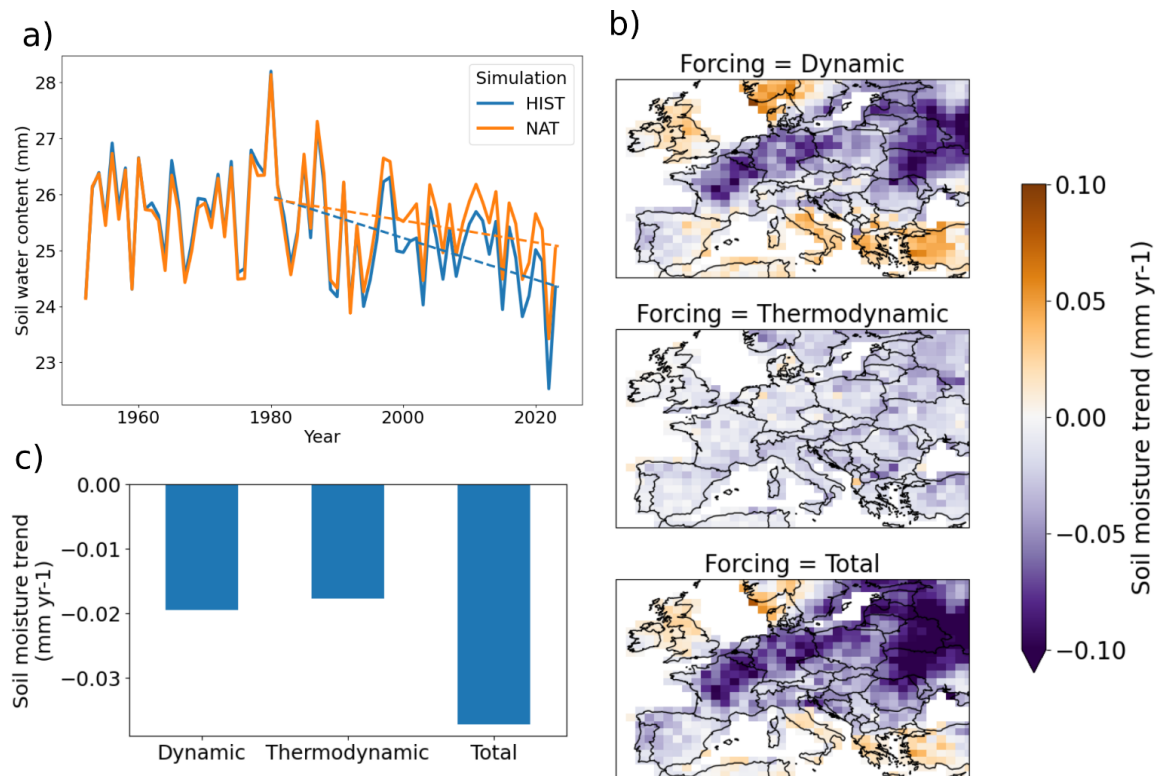 a)
Soil water content (mm)
28
27
26
25
24
23
Simulation
HIST
NAT
1960
1980
2000
2020
Year
b)
Forcing = Dynamic
Forcing = Thermodynamic
Forcing = Total
0.10
0.05
0.00
−0.05
−0.10
Soil moisture trend (mm yr-1)
c)
Soil moisture trend
(mm yr-1)
0.00
−0.01
−0.02
−0.03
Dynamic
Thermodynamic
Total